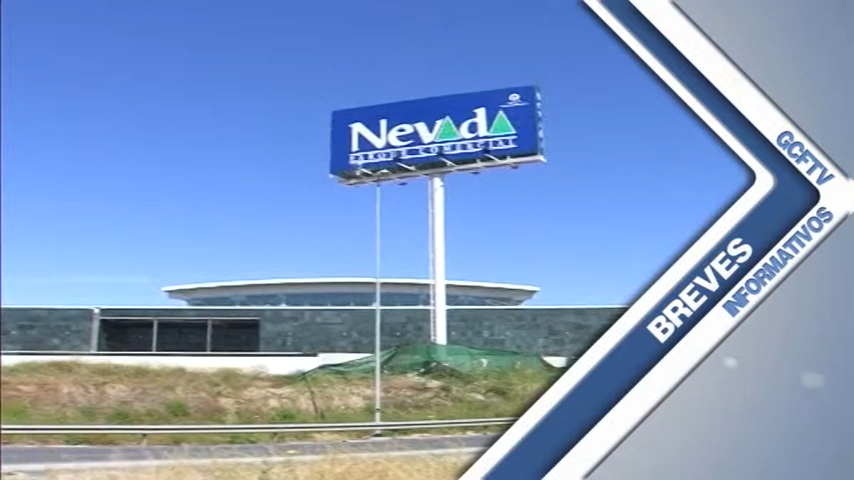 Nevada
PARQUE COMERCIAL
GCFTV
BREVES
INFORMATIVOS